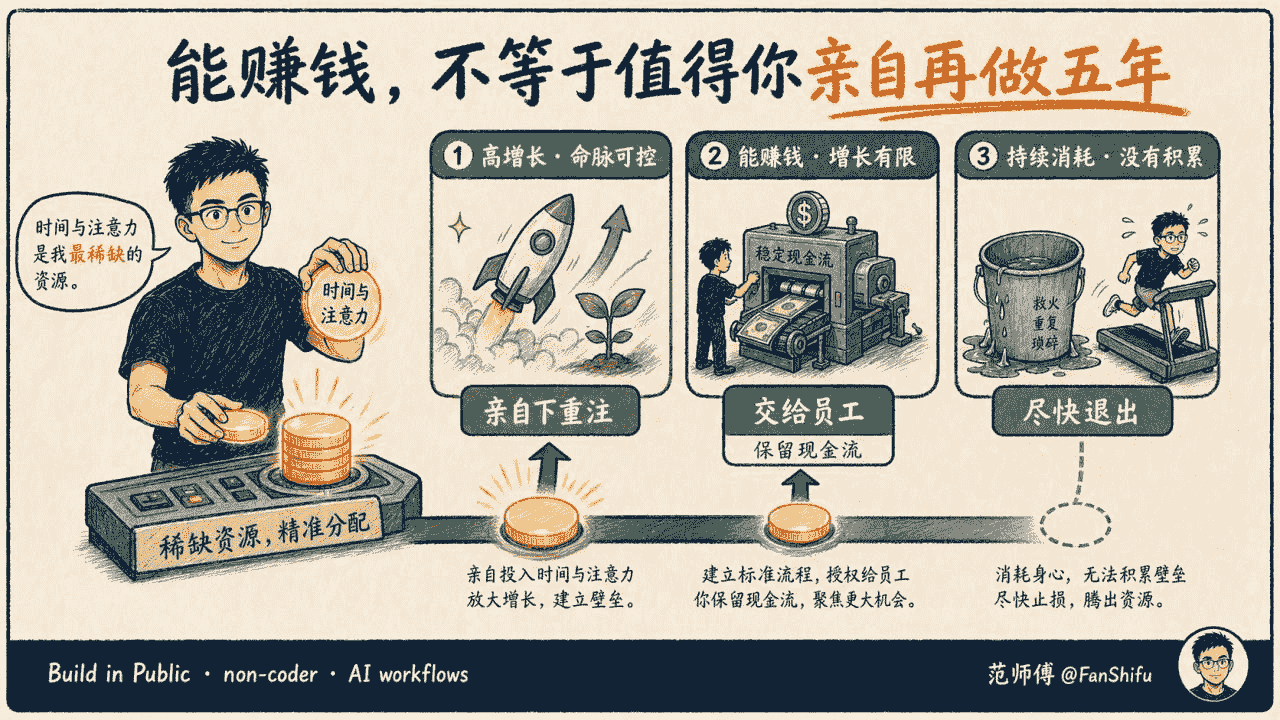 能赚钱，不等于值得你亲自再做五年
时间与注意力
是我最稀缺的
资源。
时间与
注意力
稀缺资源，精准分配
1 高增长·命脉可控
亲自下重注
亲自投入时间与注意力
放大增长，建立壁垒。
2 能赚钱·增长有限
$
稳定现金流
交给员工
保留现金流
建立标准流程，授权给员工
你保留现金流，聚焦更大机会。
3 持续消耗·没有积累
救火
重复
琐碎
尽快退出
消耗身心，无法积累壁垒
尽快止损，腾出资源。
Build in Public · non-coder · AI workflows
范师傅 @FanShifu